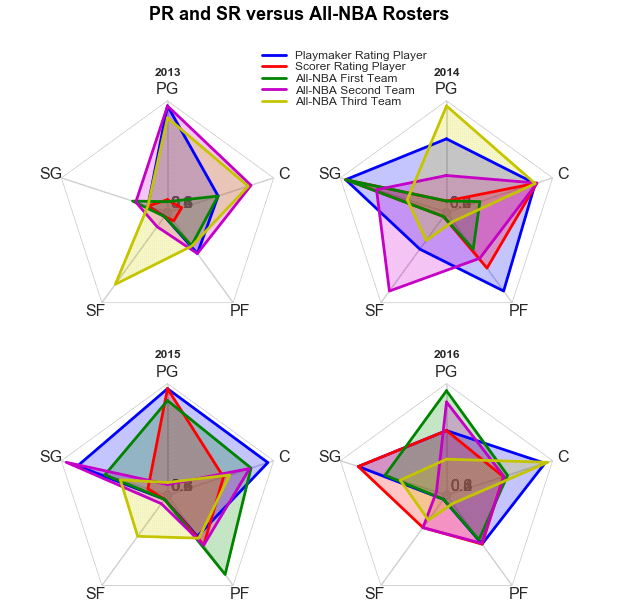 PR and SR versus All-NBA Rosters
Playmaker Rating Player
Scorer Rating Player
All-NBA First Team
All-NBA Second Team
All-NBA Third Team
2013
PG
SG
C
SF
PF
2014
PG
SG
C
SF
PF
2015
PG
SG
C
SF
PF
2016
PG
SG
C
SF
PF